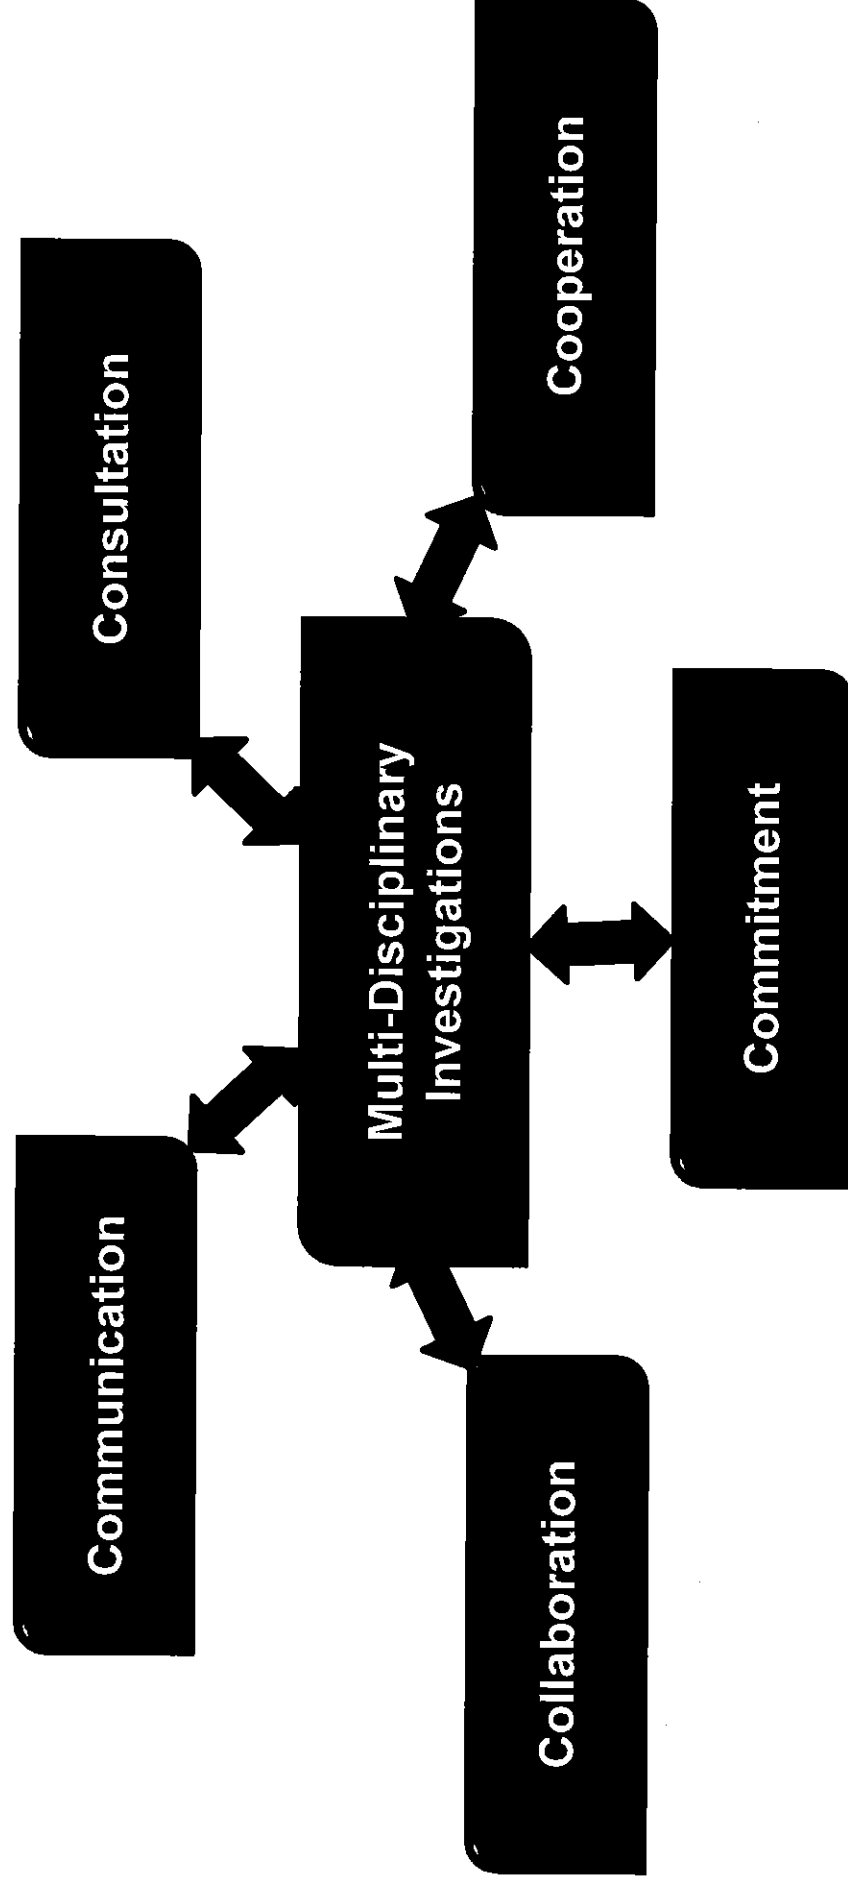 Communication
Consultation
Collaboration
Multi-Disciplinary
Investigations
Cooperation
Commitment